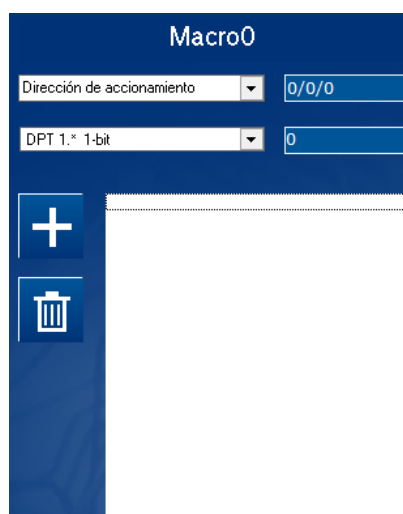 Macro0
Dirección de accionamiento 0/0/0
DPT 1.* 1-bit 0